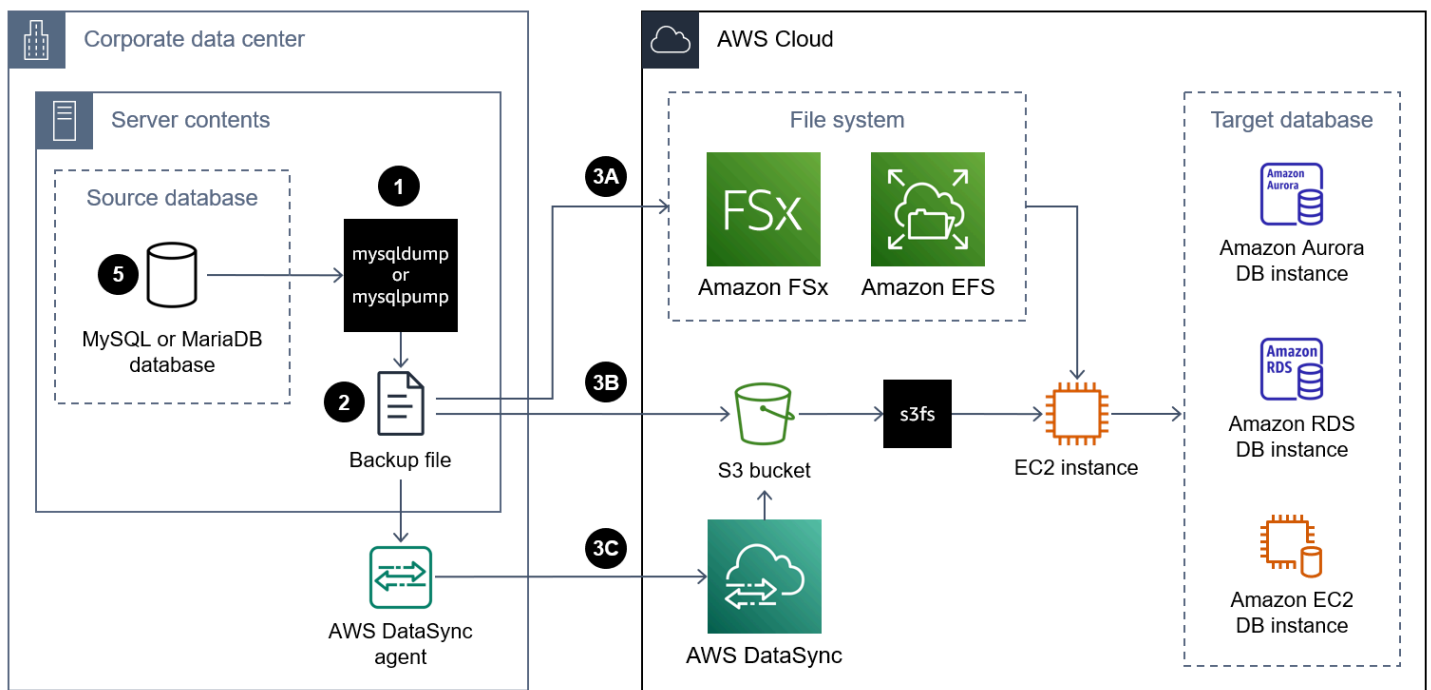 Corporate data center
Server contents
Source database
5
MySQL or MariaDB
database
1
mysqldump
or
mysqlpump
2
Backup file
AWS DataSync
agent
3A
3B
3C
AWS Cloud
File system
FSx
Amazon FSx
Amazon EFS
S3 bucket
s3fs
EC2 instance
AWS DataSync
Target database
Amazon
Aurora
Amazon Aurora
DB instance
Amazon
RDS
Amazon RDS
DB instance
Amazon EC2
DB instance